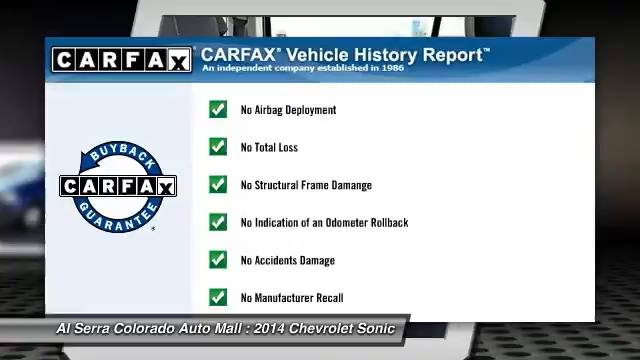 CARFAX® CARFAX® Vehicle History Report™
An independent company established in 1986
No Airbag Deployment
No Total Loss
No Structural Frame Damange
No Indication of an Odometer Rollback
No Accidents Damage
No Manufacturer Recall
BUYBACK
CARFAX
GUARANTEE
Al Serra Colorado Auto Mall : 2014 Chevrolet Sonic